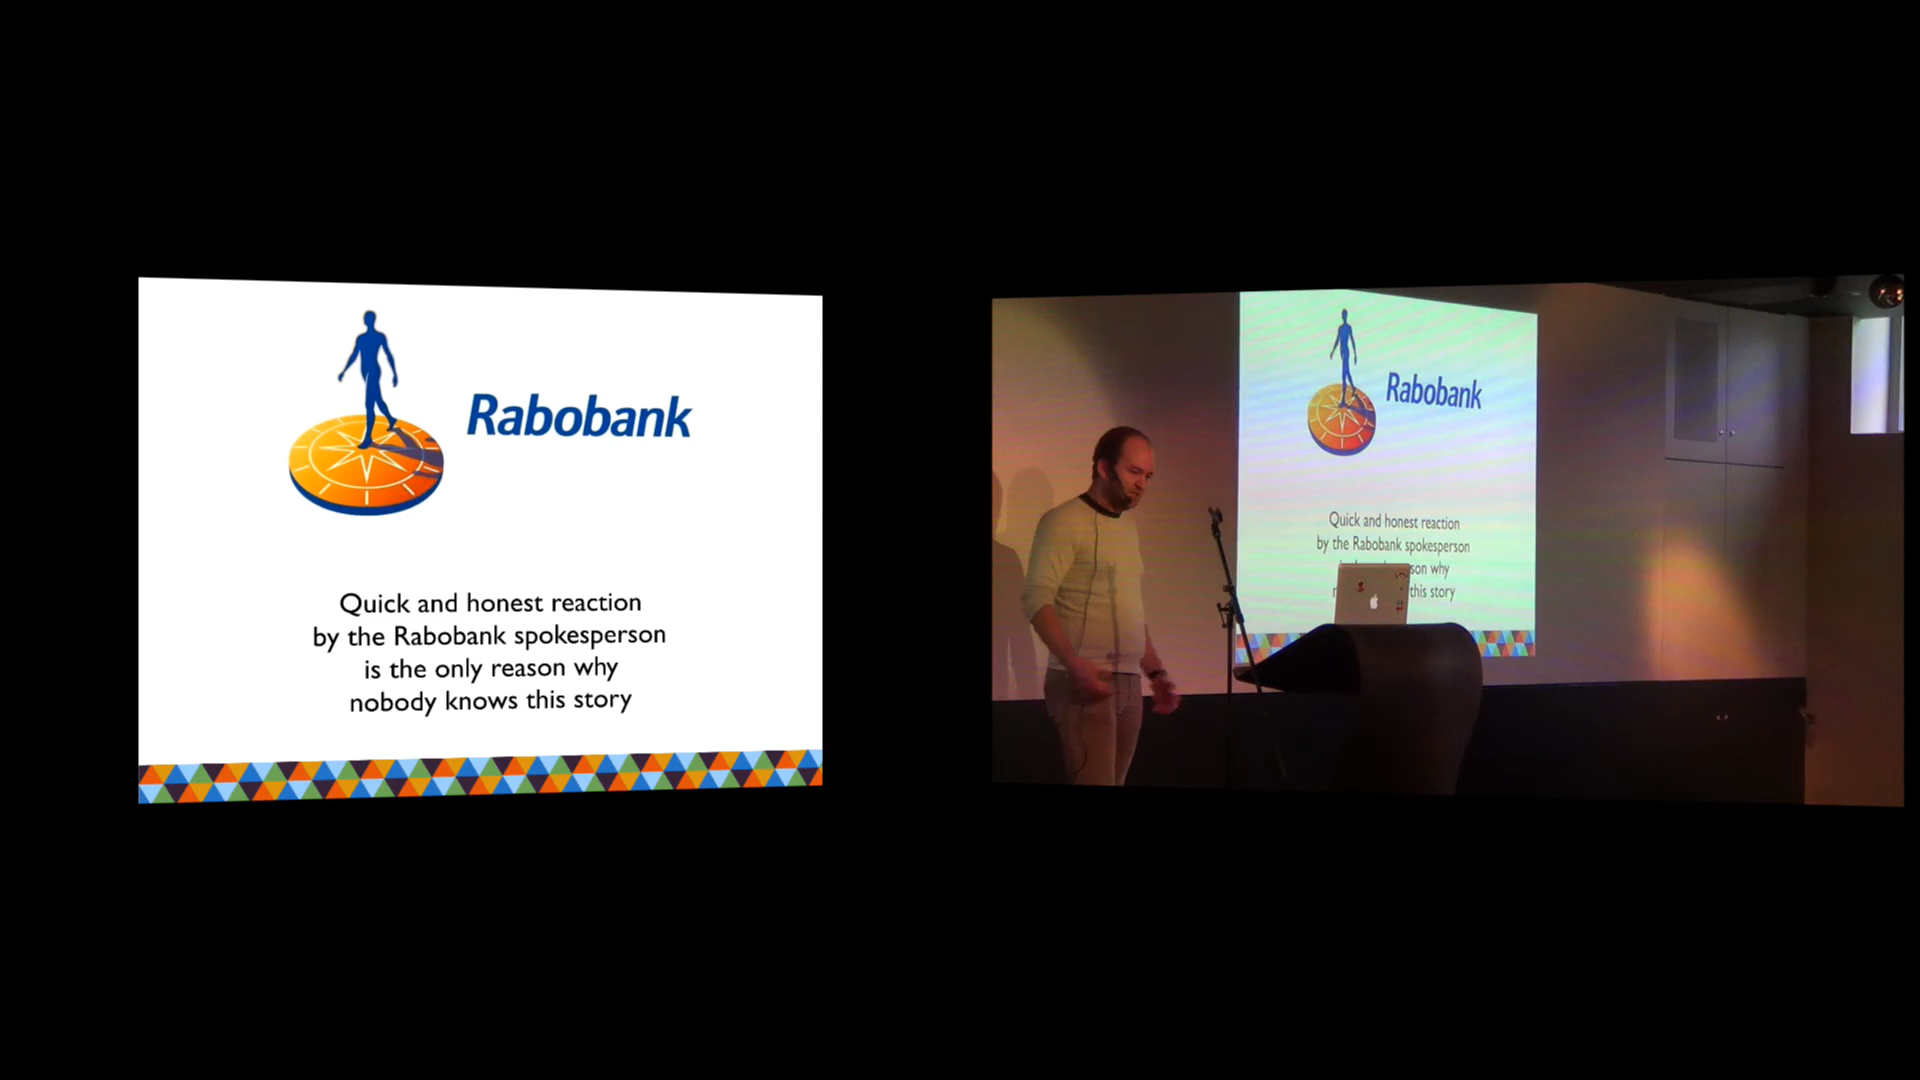 Rabobank
Quick and honest reaction
by the Rabobank spokesperson
is the only reason why
nobody knows this story
Rabobank
Quick and honest reaction
by the Rabobank spokesperson
why
this story